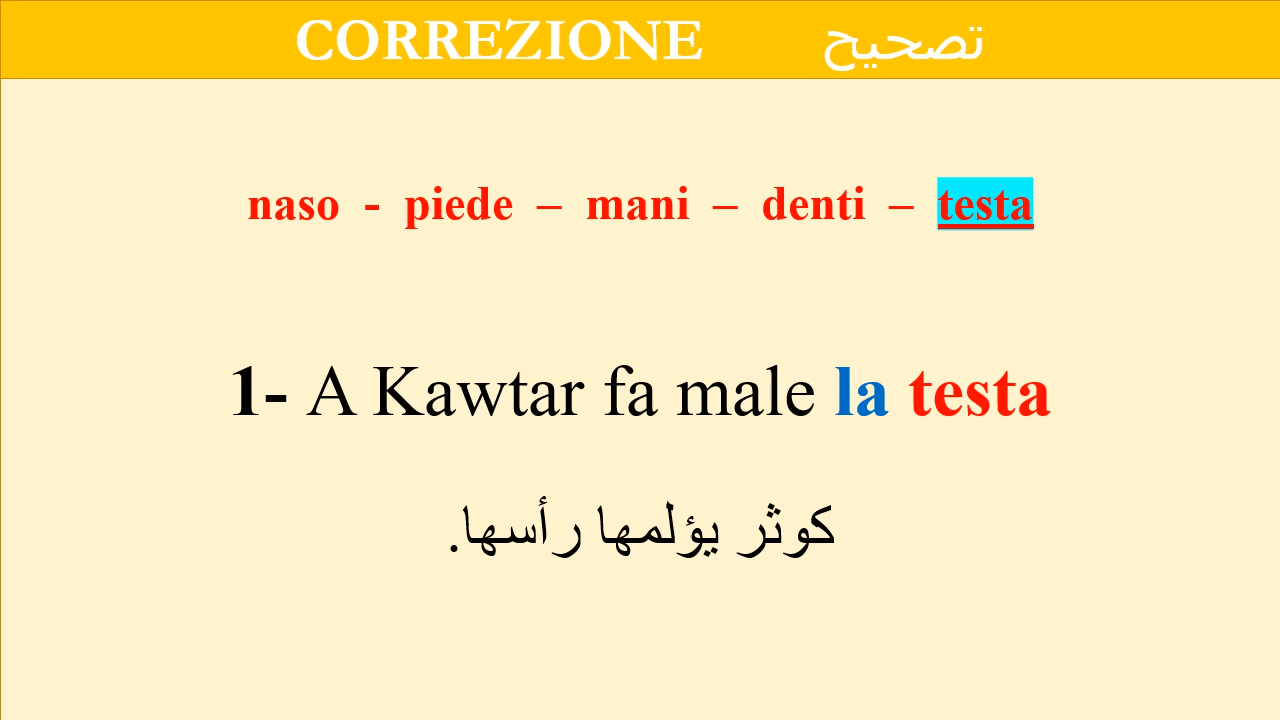 CORREZIONE تصحيح
naso - piede – mani – denti – testa
1- A Kawtar fa male la testa
كوثر يؤلمها رأسها.